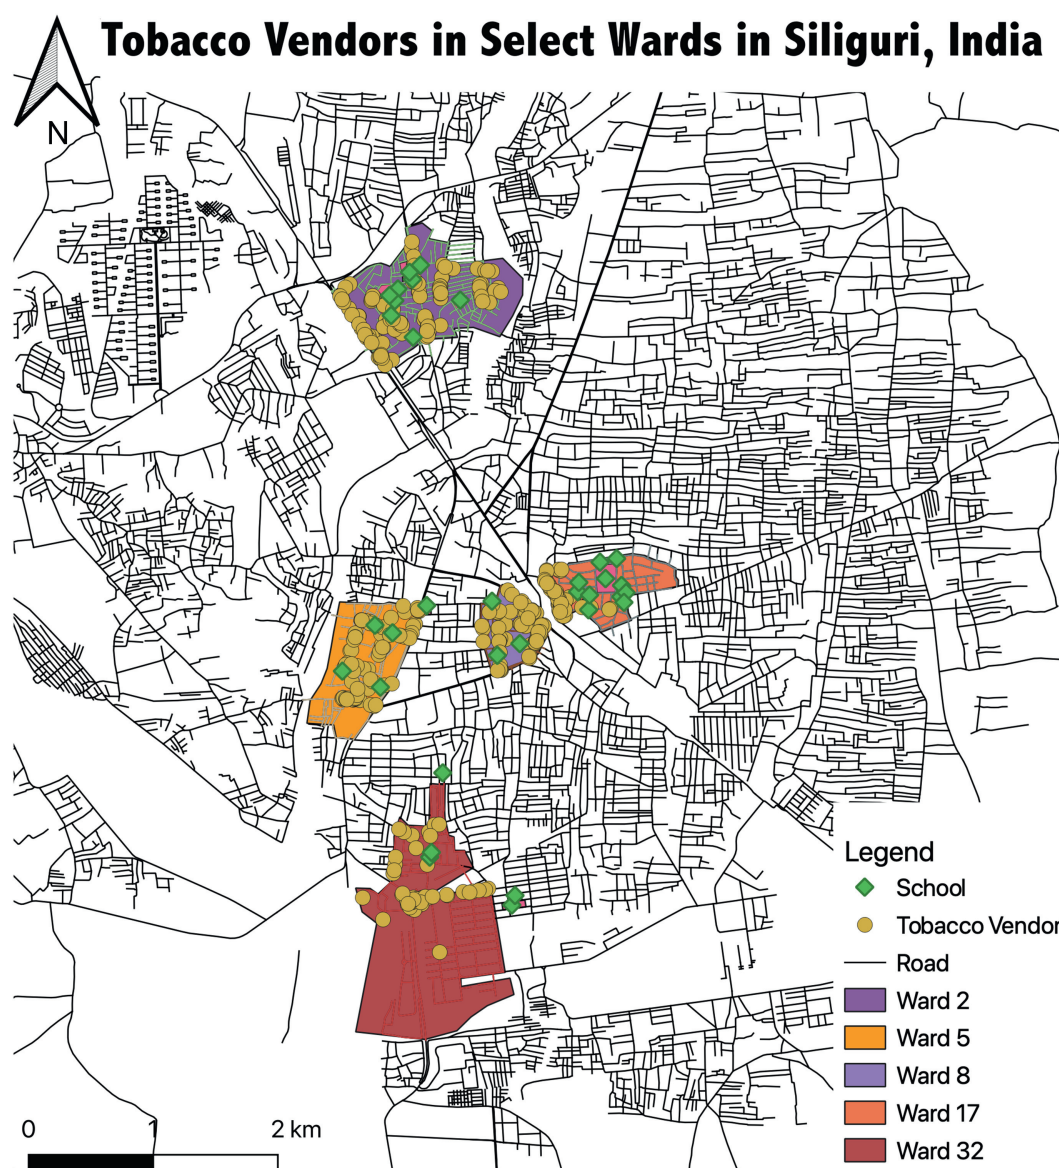 Tobacco Vendors in Select Wards in Siliguri, India
N
Legend
School
Tobacco Vendor
Road
Ward 2
Ward 5
Ward 8
Ward 17
Ward 32
0 1 2 km